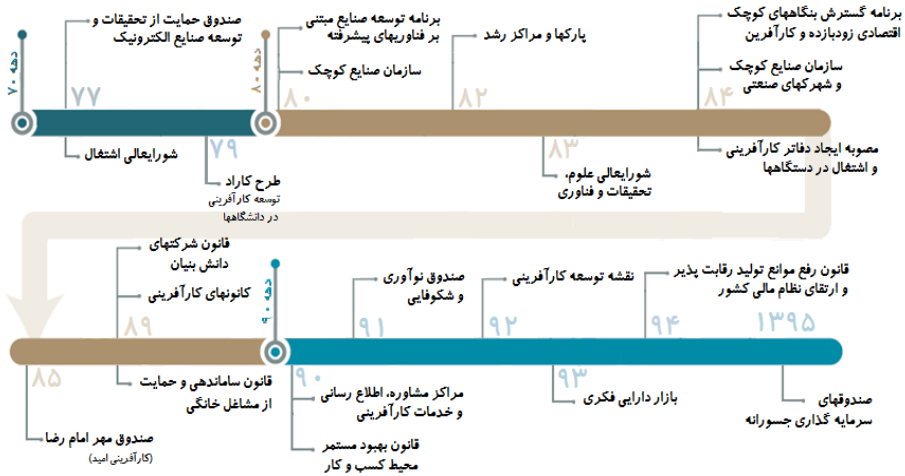 دهه ۷۰
صندوق حمایت از تحقیقات و
توسعه صنایع الکترونیک
۷۷
شورایعالی اشتغال
۷۹
طرح کاراد
توسعه کارآفرینی
در دانشگاهها
دهه ۸۰
برنامه توسعه صنایع مبتنی
بر فناوریهای پیشرفته
سازمان صنایع کوچک
۸۰
پارکها و مراکز رشد
۸۲
۸۳
شورایعالی علوم،
تحقیقات و فناوری
برنامه گسترش بنگاههای کوچک
اقتصادی زودبازده و کارآفرین
سازمان صنایع کوچک
و شهرکهای صنعتی
۸۴
مصوبه ایجاد دفاتر کارآفرینی
و اشتغال در دستگاهها
۸۵
صندوق مهر امام رضا
(کارآفرینی امید)
قانون شرکتهای
دانش بنیان
کانونهای کارآفرینی
۸۹
قانون ساماندهی و حمایت
از مشاغل خانگی
دهه ۹۰
۹۰
مراکز مشاوره، اطلاع رسانی
و خدمات کارآفرینی
قانون بهبود مستمر
محیط کسب و کار
صندوق نوآوری
و شکوفایی
۹۱
نقشه توسعه کارآفرینی
۹۲
۹۳
بازار دارایی فکری
قانون رفع موانع تولید رقابت پذیر
و ارتقای نظام مالی کشور
۹۴
۱۳۹۵
صندوقهای
سرمایه گذاری جسورانه